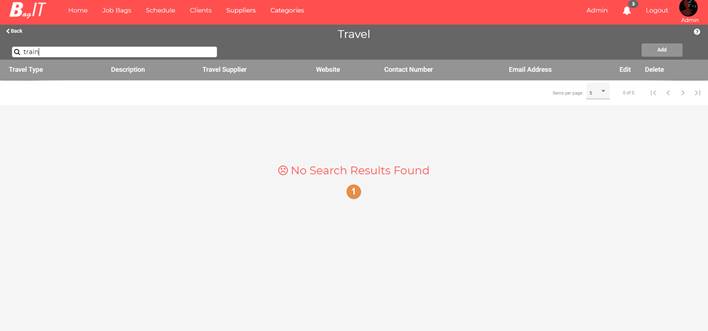 BagIT
Home Job Bags Schedule Clients Suppliers Categories Admin 3 Logout Admin
Back Travel ?
train Add
Travel Type Description Travel Supplier Website Contact Number Email Address Edit Delete
Items per page: 5 0 of 0
No Search Results Found
1